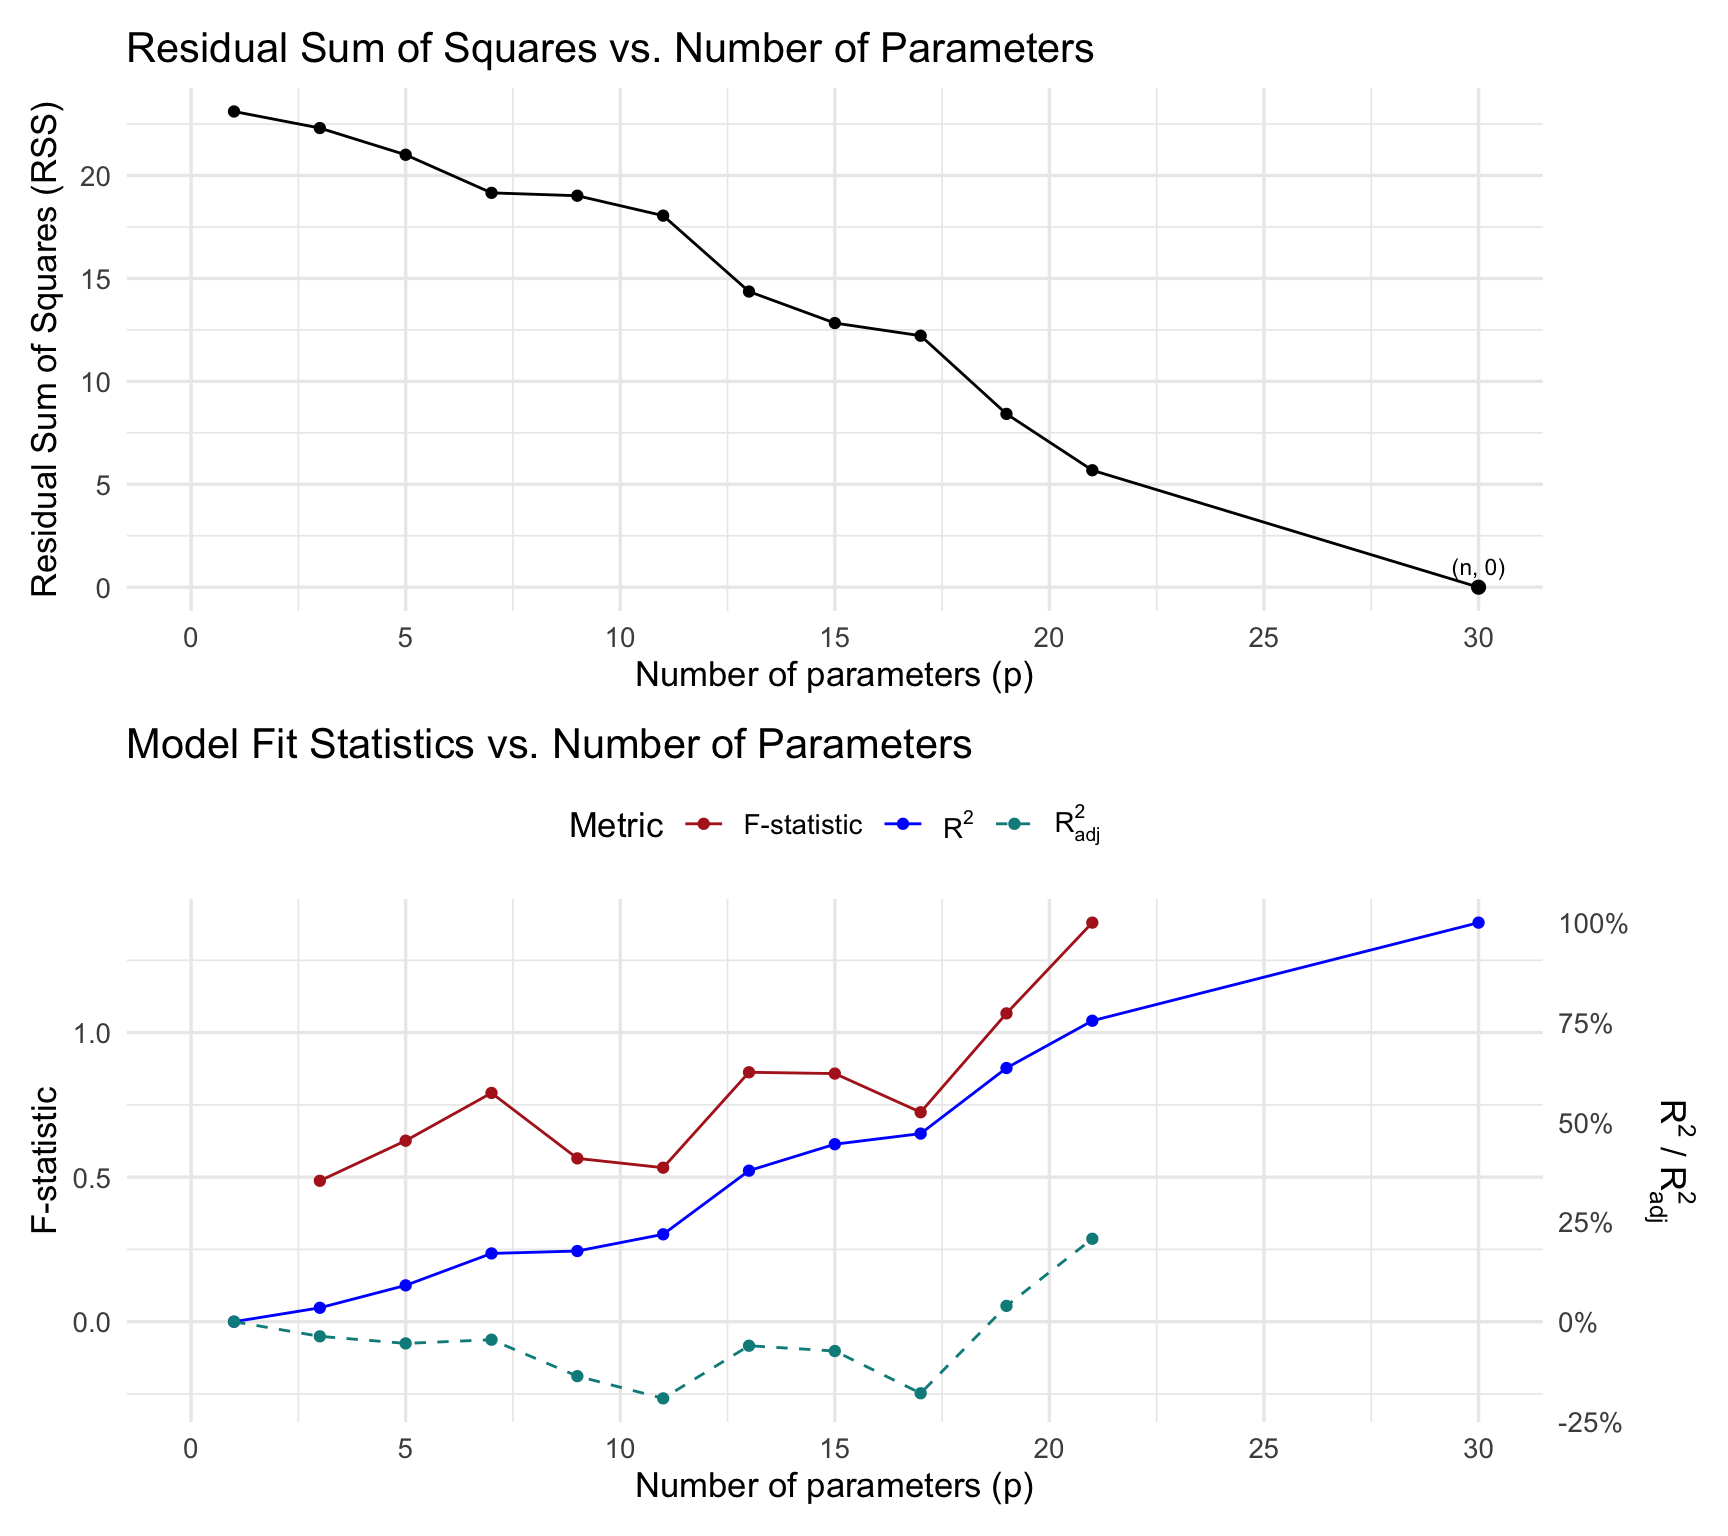 Residual Sum of Squares vs. Number of Parameters
Residual Sum of Squares (RSS)
20
15
10
5
0
(n, 0)
0 5 10 15 20 25 30
Number of parameters (p)
Model Fit Statistics vs. Number of Parameters
Metric F-statistic R² R²adj
F-statistic
1.0
0.5
0.0
100%
75%
50%
25%
0%
-25%
R² / R²adj
0 5 10 15 20 25 30
Number of parameters (p)